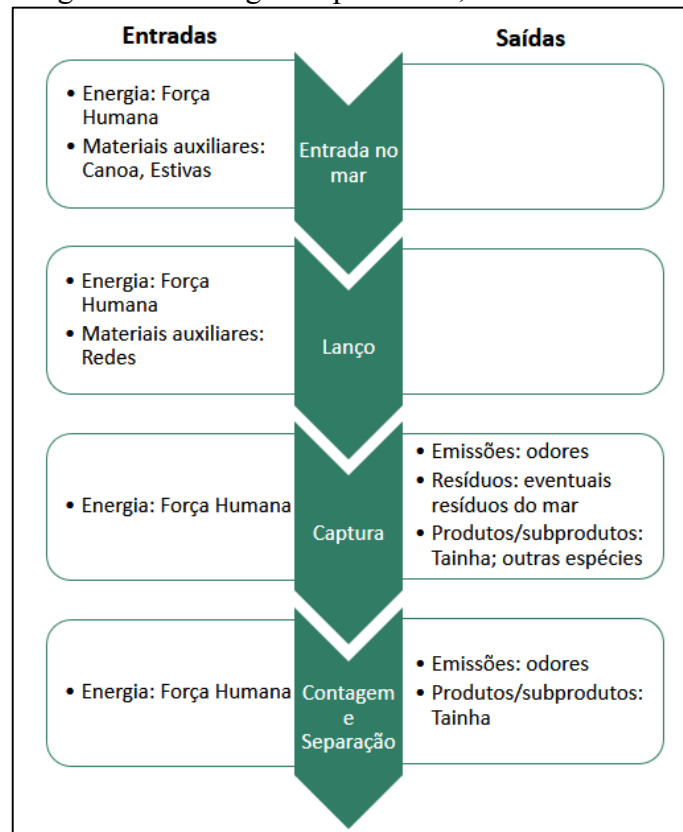 Entradas
Saídas
• Energia: Força
Humana
• Materiais auxiliares:
Canoa, Estivas
Entrada no
mar
• Energia: Força
Humana
• Materiais auxiliares:
Redes
Lanço
• Energia: Força Humana
Captura
• Emissões: odores
• Resíduos: eventuais
resíduos do mar
• Produtos/subprodutos:
Tainha; outras espécies
• Energia: Força Humana
Contagem
e
Separação
• Emissões: odores
• Produtos/subprodutos:
Tainha